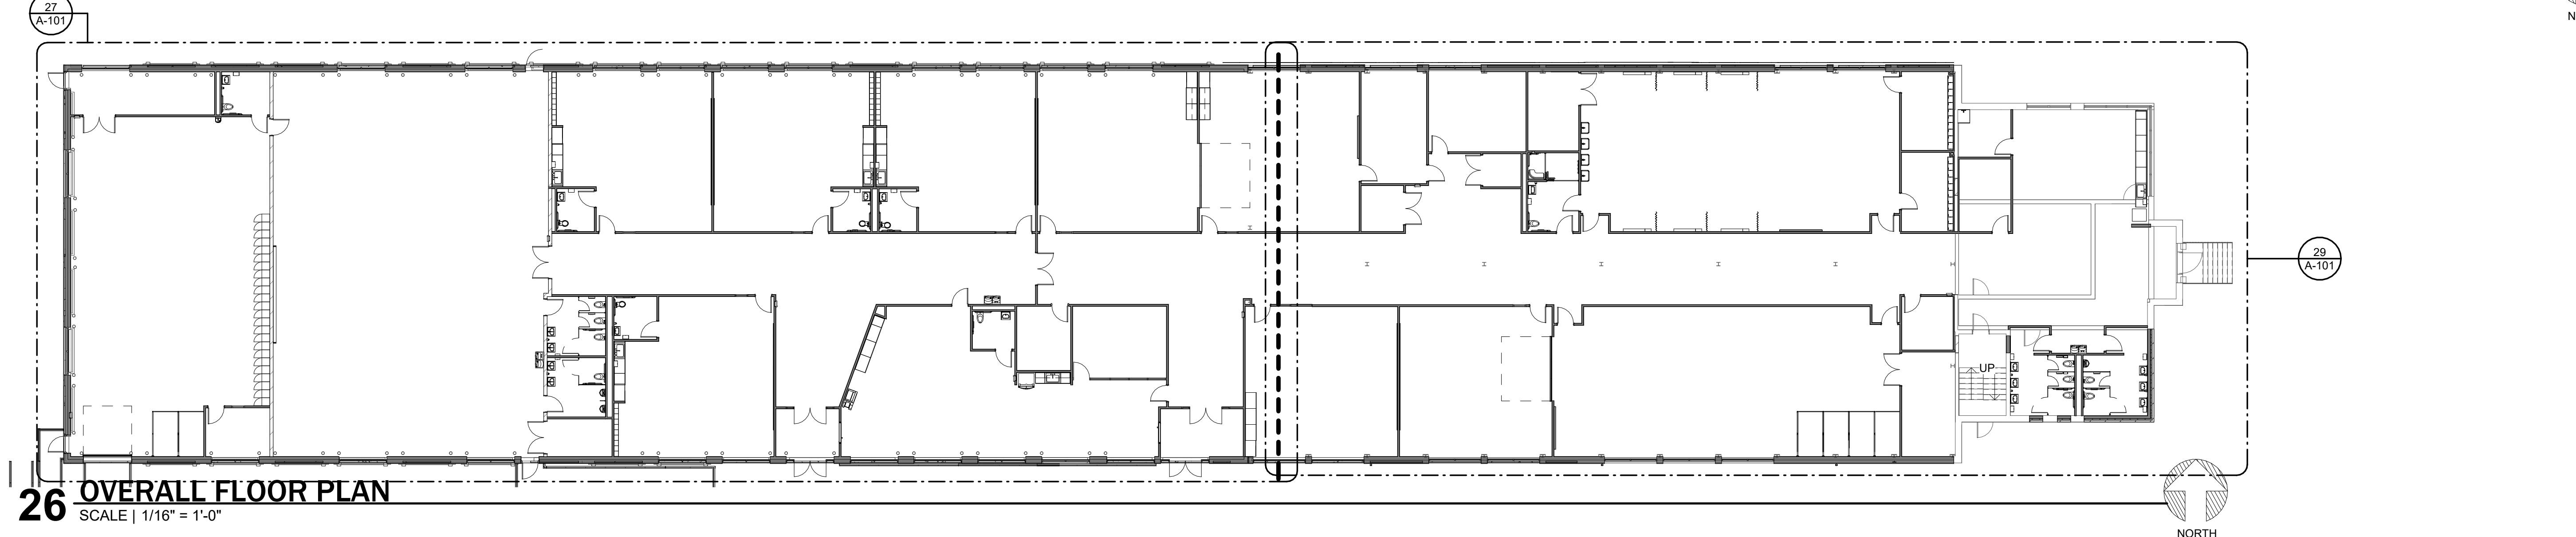 27
A-101
N
29
A-101
UP
26 OVERALL FLOOR PLAN
SCALE | 1/16" = 1'-0"
NORTH